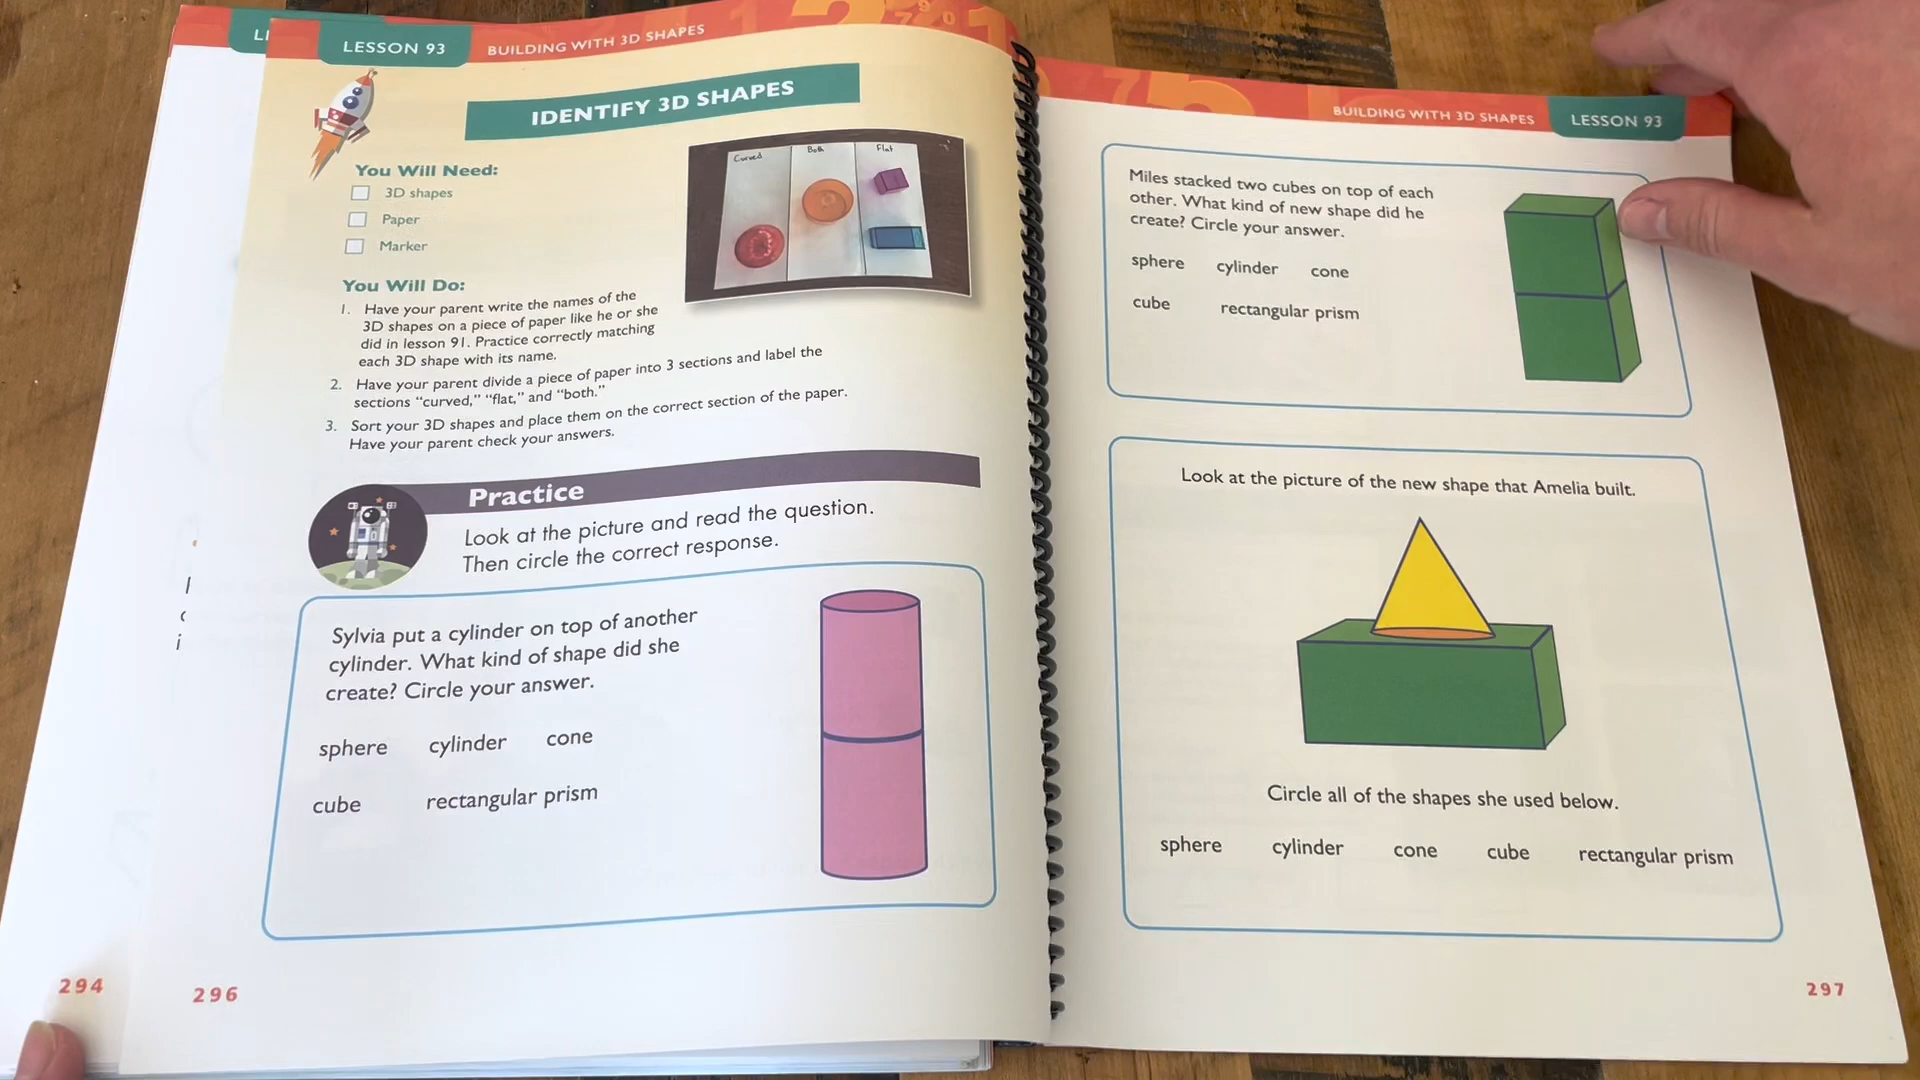 LESSON 93
BUILDING WITH 3D SHAPES
IDENTIFY 3D SHAPES
You Will Need:
3D shapes
Paper
Marker
Curved
Both
Flat
You Will Do:
1. Have your parent write the names of the
3D shapes on a piece of paper like he or she
did in lesson 91. Practice correctly matching
each 3D shape with its name.
2. Have your parent divide a piece of paper into 3 sections and label the
sections “curved,” “flat,” and “both.”
3. Sort your 3D shapes and place them on the correct section of the paper.
Have your parent check your answers.
Practice
Look at the picture and read the question.
Then circle the correct response.
Sylvia put a cylinder on top of another
cylinder. What kind of shape did she
create? Circle your answer.
sphere cylinder cone
cube rectangular prism
294
296
BUILDING WITH 3D SHAPES
LESSON 93
Miles stacked two cubes on top of each
other. What kind of new shape did he
create? Circle your answer.
sphere cylinder cone
cube rectangular prism
Look at the picture of the new shape that Amelia built.
Circle all of the shapes she used below.
sphere cylinder cone cube rectangular prism
297